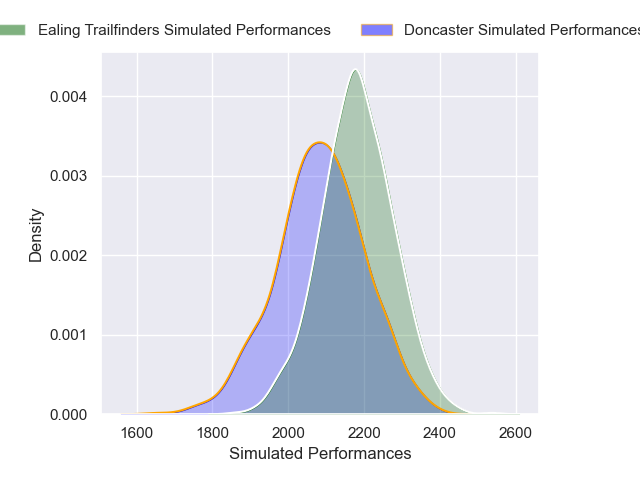 Ealing Trailfinders Simulated Performances   Doncaster Simulated Performances
0.004
0.003
0.002
0.001
0.000
Density
1600 1800 2000 2200 2400 2600
Simulated Performances